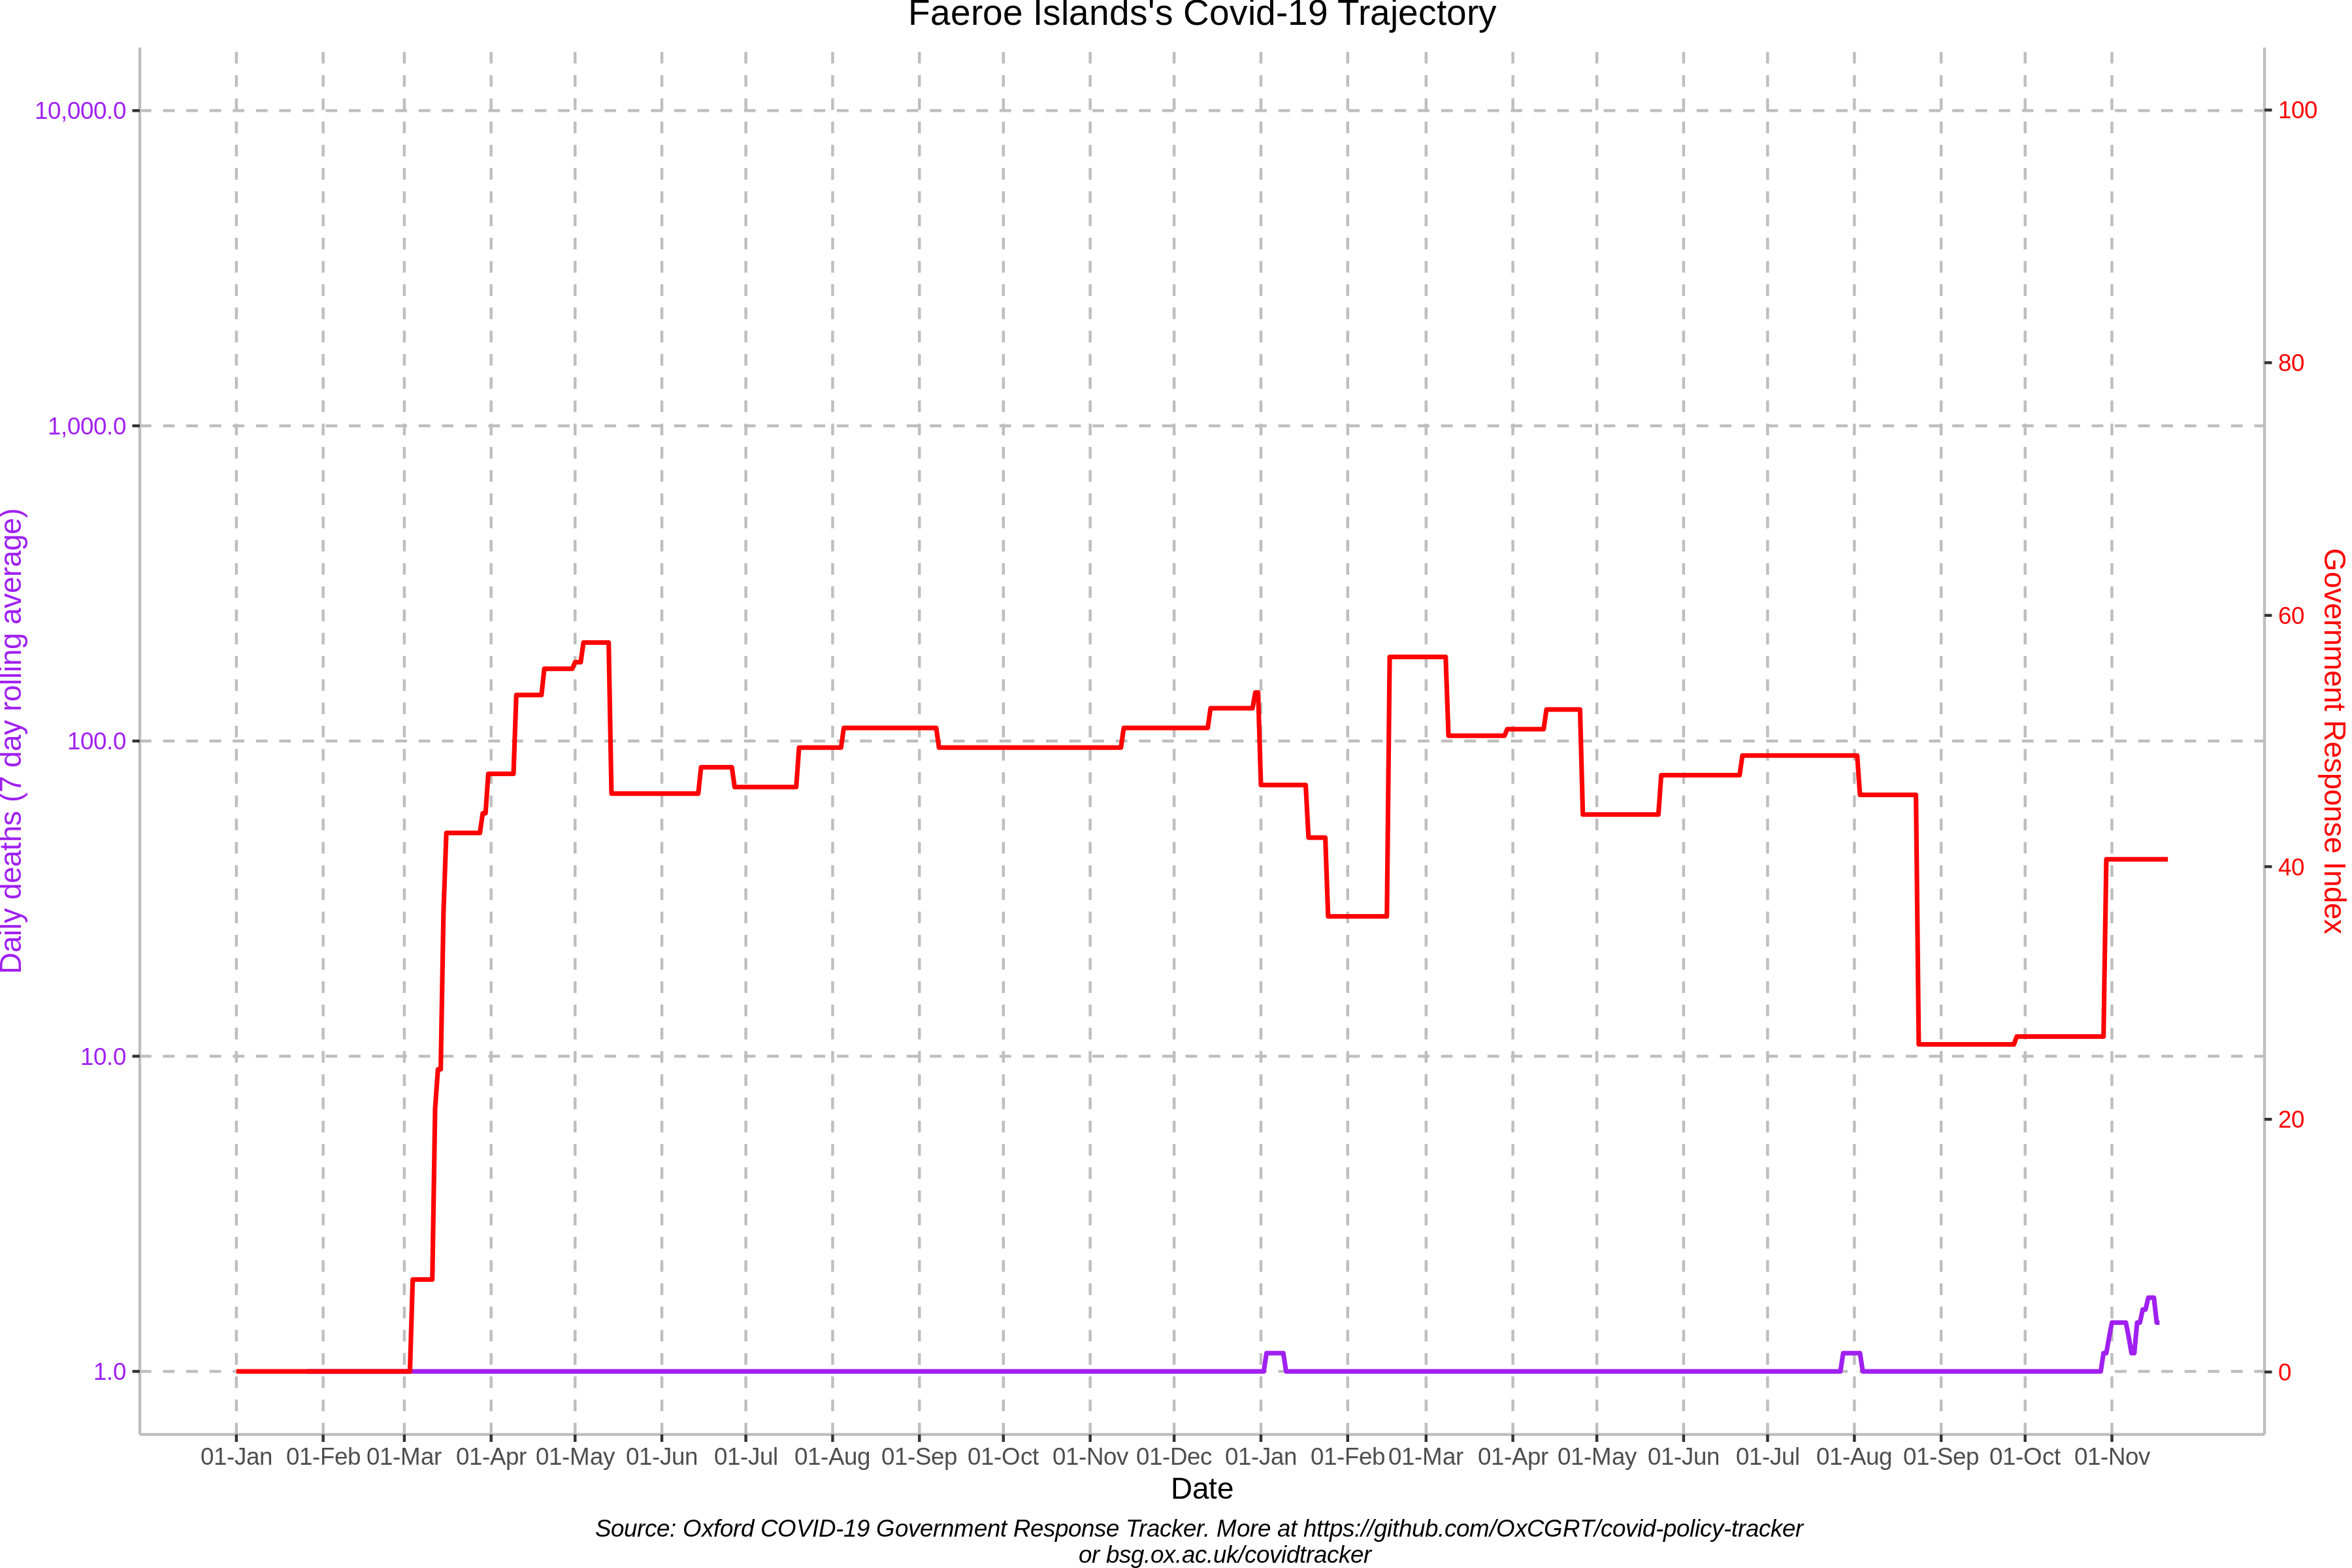 Faeroe Islands's Covid-19 Trajectory
10,000.0
1,000.0
100.0
10.0
1.0
Daily deaths (7 day rolling average)
100
80
60
40
20
0
Government Response Index
01-Jan 01-Feb 01-Mar 01-Apr 01-May 01-Jun 01-Jul 01-Aug 01-Sep 01-Oct 01-Nov 01-Dec 01-Jan 01-Feb 01-Mar 01-Apr 01-May 01-Jun 01-Jul 01-Aug 01-Sep 01-Oct 01-Nov
Date
Source: Oxford COVID-19 Government Response Tracker. More at https://github.com/OxCGRT/covid-policy-tracker
or bsg.ox.ac.uk/covidtracker